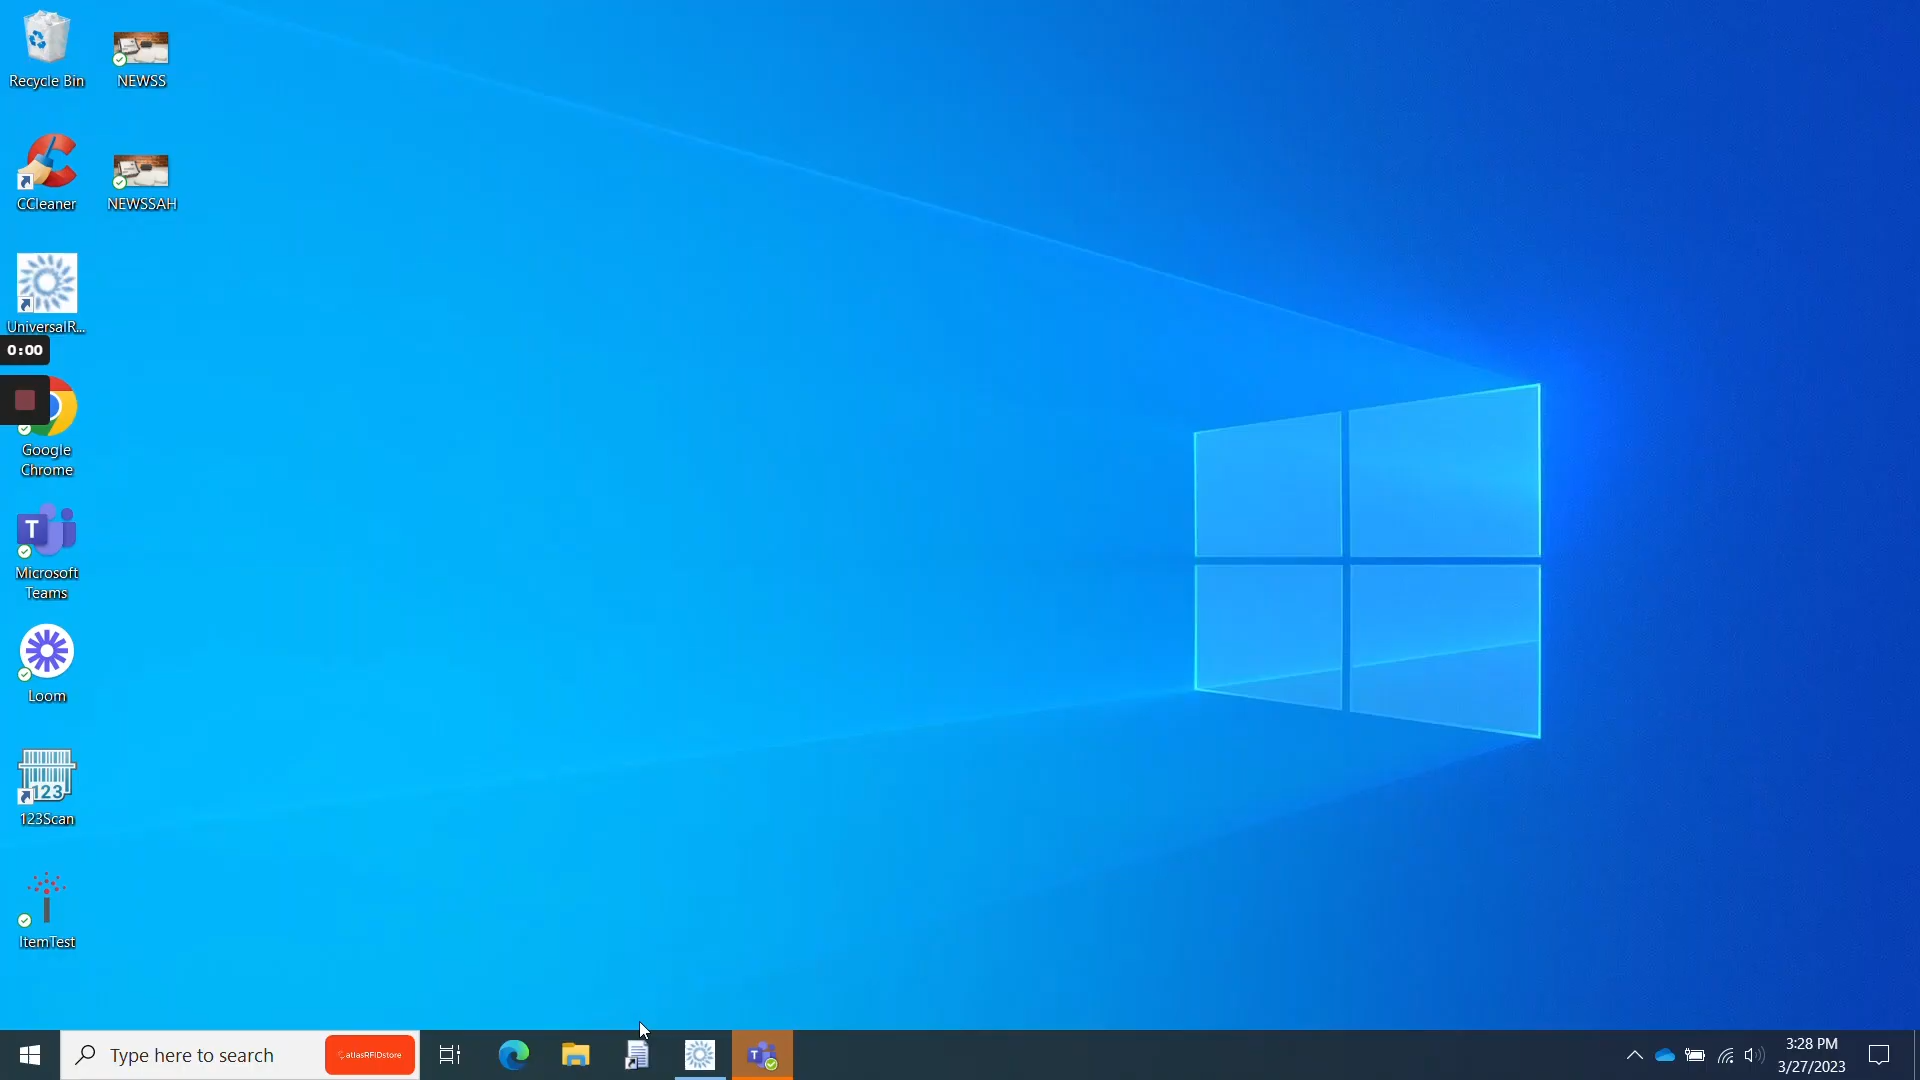 Recycle Bin
NEWSS
CCleaner
NEWSSAH
UniversalR...
0:00
Google
Chrome
T
Microsoft
Teams
Loom
123
123Scan
ItemTest
Type here to search
atlasRFIDstore
T
3:28 PM
3/27/2023